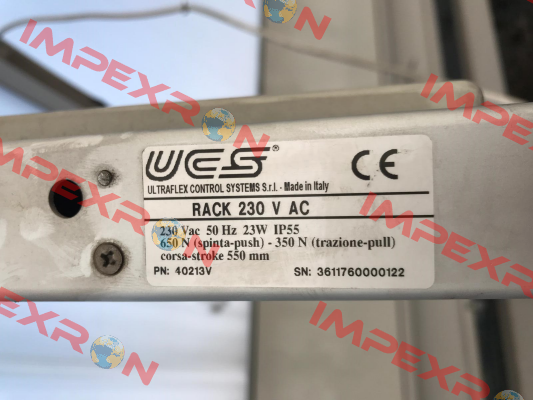 IMPEXRON
UCS®
CE
ULTRAFLEX CONTROL SYSTEMS S.r.l. - Made in Italy
RACK 230 V AC
230 Vac 50 Hz 23W IP55
650 N (spinta-push) - 350 N (trazione-pull)
corsa-stroke 550 mm
PN: 40213V SN: 3611760000122
IMPEXRON
IMPEXRON